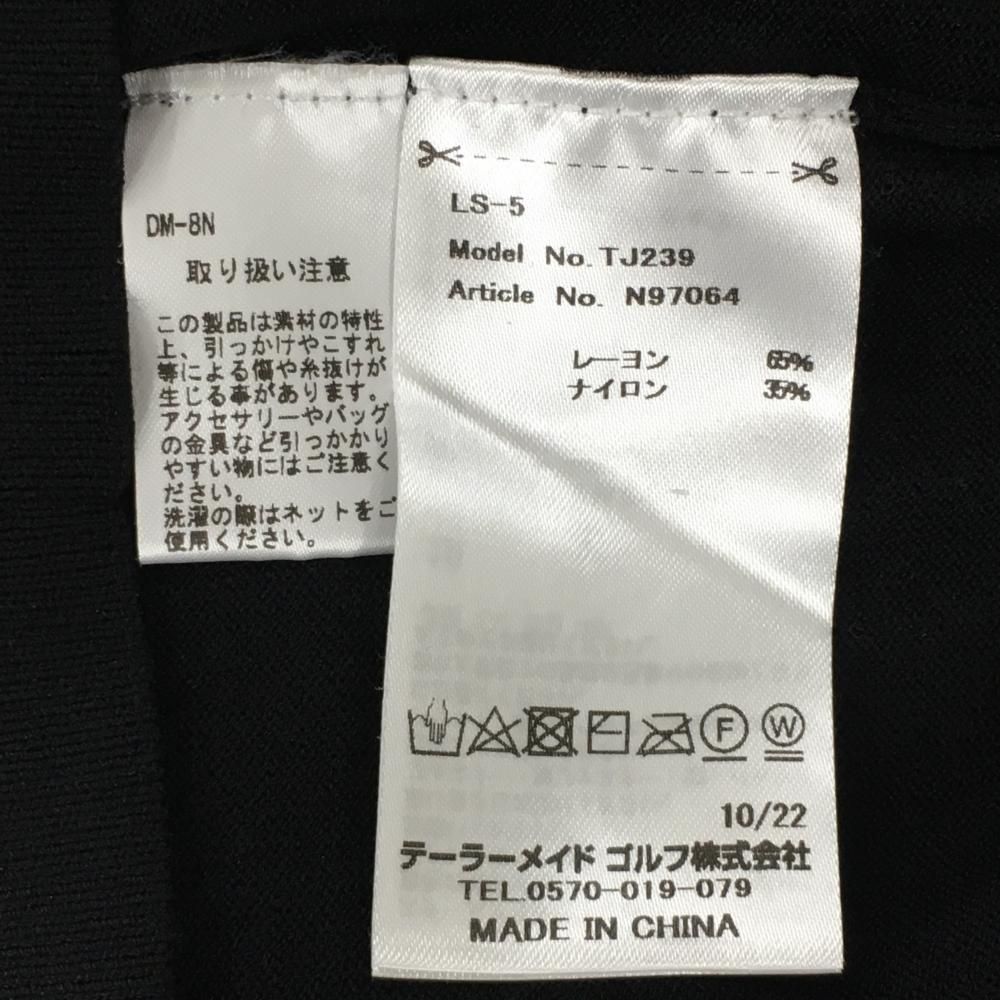 DM-8N
取り扱い注意
この製品は素材の特性
上、引っかけやこすれ
等による傷や糸抜けが
生じる事があります。
アクセサリーやバッグ
の金具など引っかかり
やすい物にはご注意く
ださい。
洗濯の際はネットをご
使用ください。
LS-5
Model No. TJ239
Article No. N97064
レーヨン 65%
ナイロン 35%
F W
10/22
テーラーメイド ゴルフ株式会社
TEL.0570-019-079
MADE IN CHINA